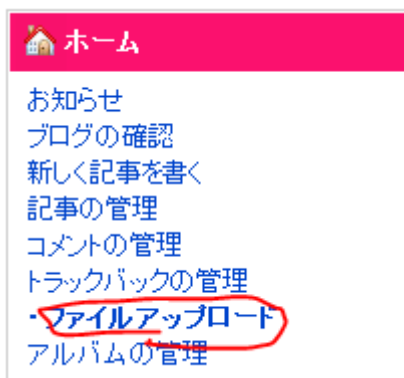 ホーム
お知らせ
ブログの確認
新しく記事を書く
記事の管理
コメントの管理
トラックバックの管理
・ファイルアップロード
アルバムの管理